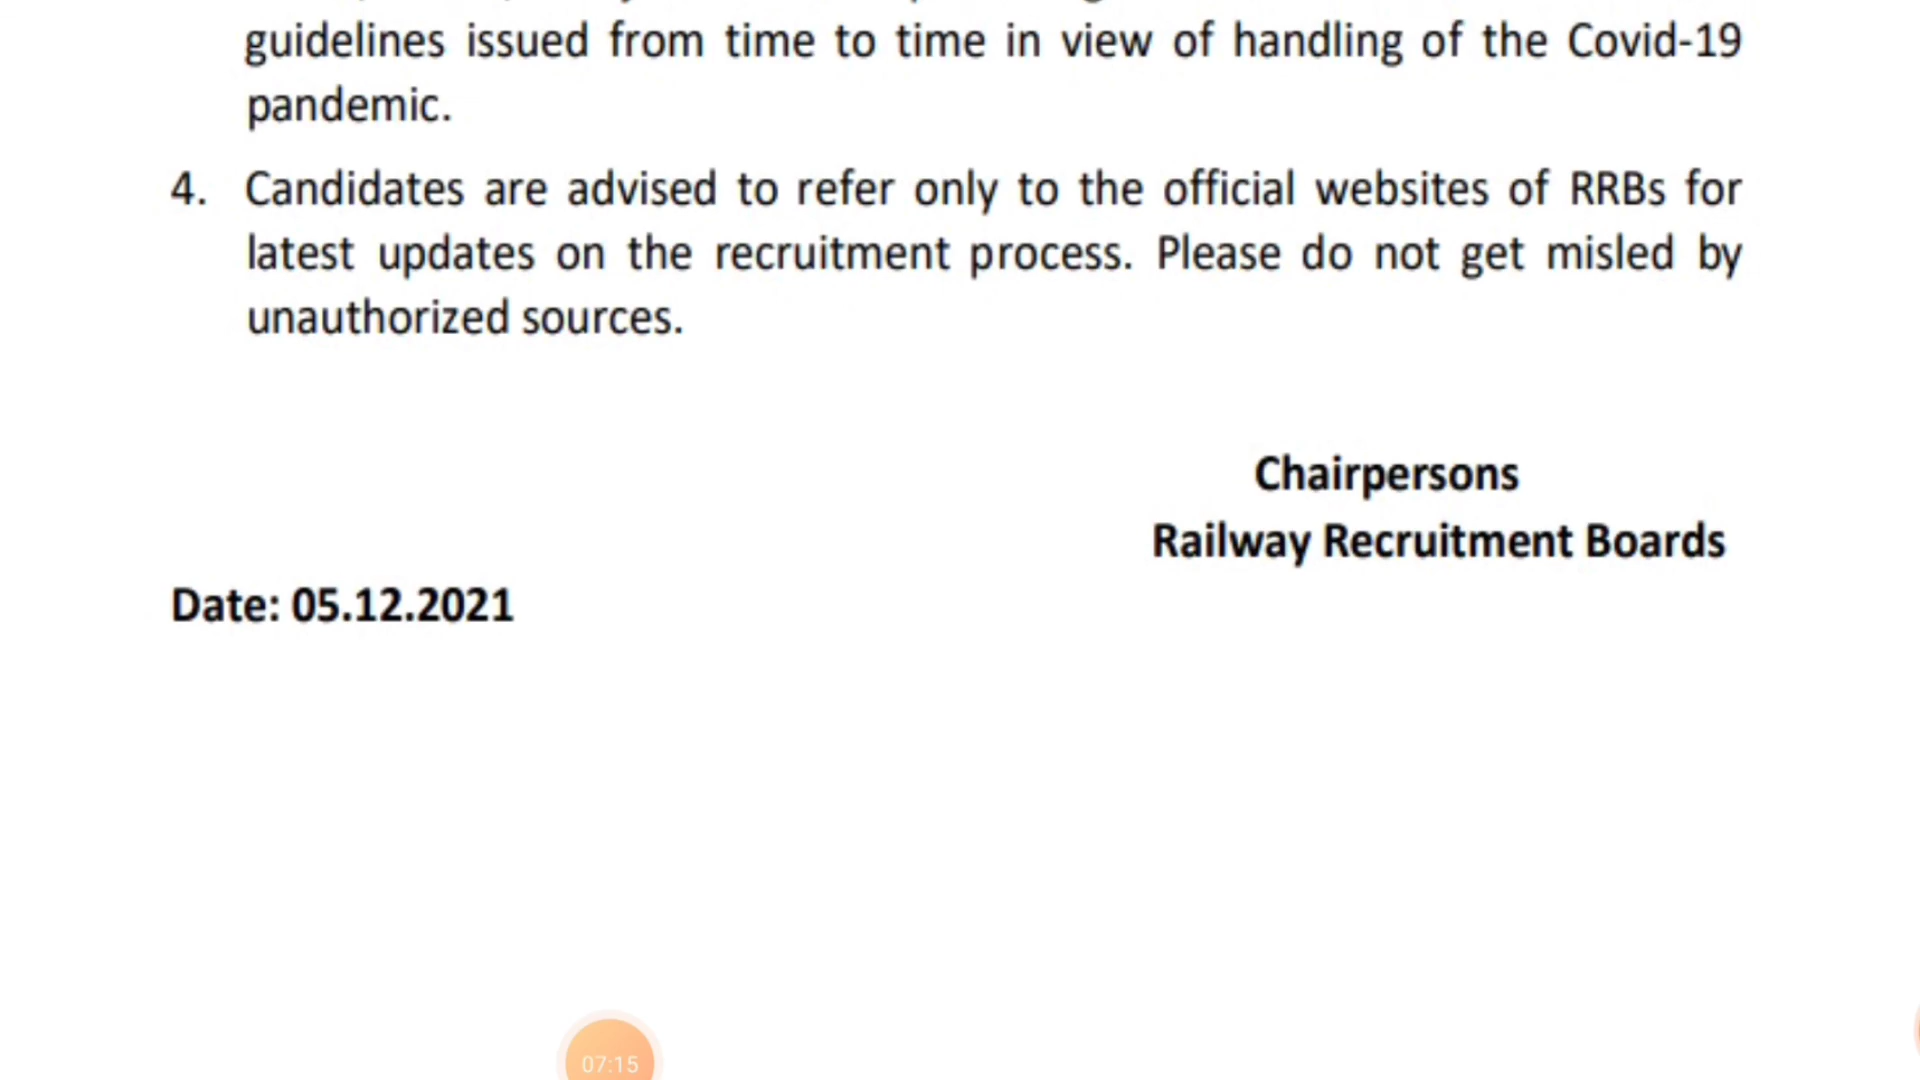 guidelines issued from time to time in view of handling of the Covid-19
pandemic.
4. Candidates are advised to refer only to the official websites of RRBs for
latest updates on the recruitment process. Please do not get misled by
unauthorized sources.
Chairpersons
Railway Recruitment Boards
Date: 05.12.2021
07:15